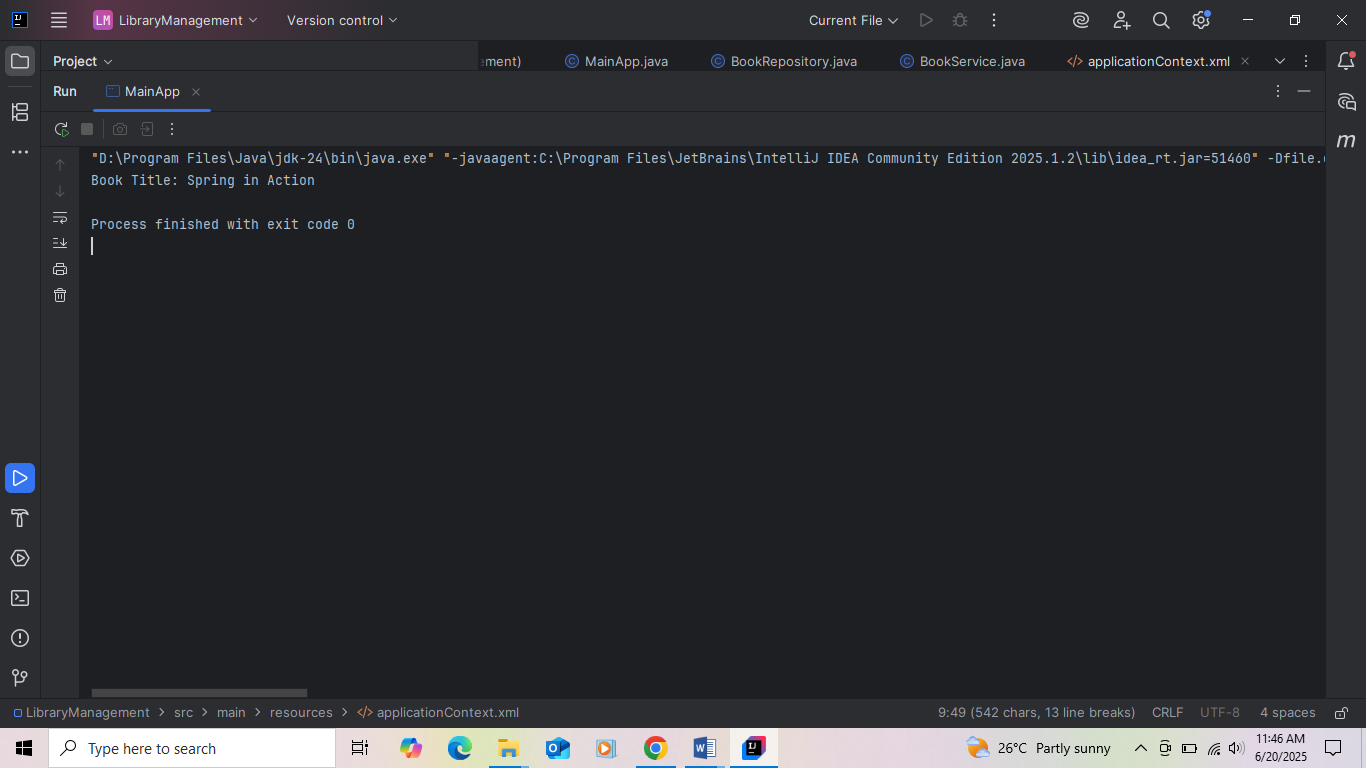 LM LibraryManagement Version control Current File
Project ment) MainApp.java BookRepository.java BookService.java </> applicationContext.xml
Run MainApp
"D:\Program Files\Java\jdk-24\bin\java.exe" "-javaagent:C:\Program Files\JetBrains\IntelliJ IDEA Community Edition 2025.1.2\lib\idea_rt.jar=51460" -Dfile.
Book Title: Spring in Action
Process finished with exit code 0
LibraryManagement > src > main > resources > </> applicationContext.xml 9:49 (542 chars, 13 line breaks) CRLF UTF-8 4 spaces
Type here to search 26°C Partly sunny 11:46 AM
6/20/2025